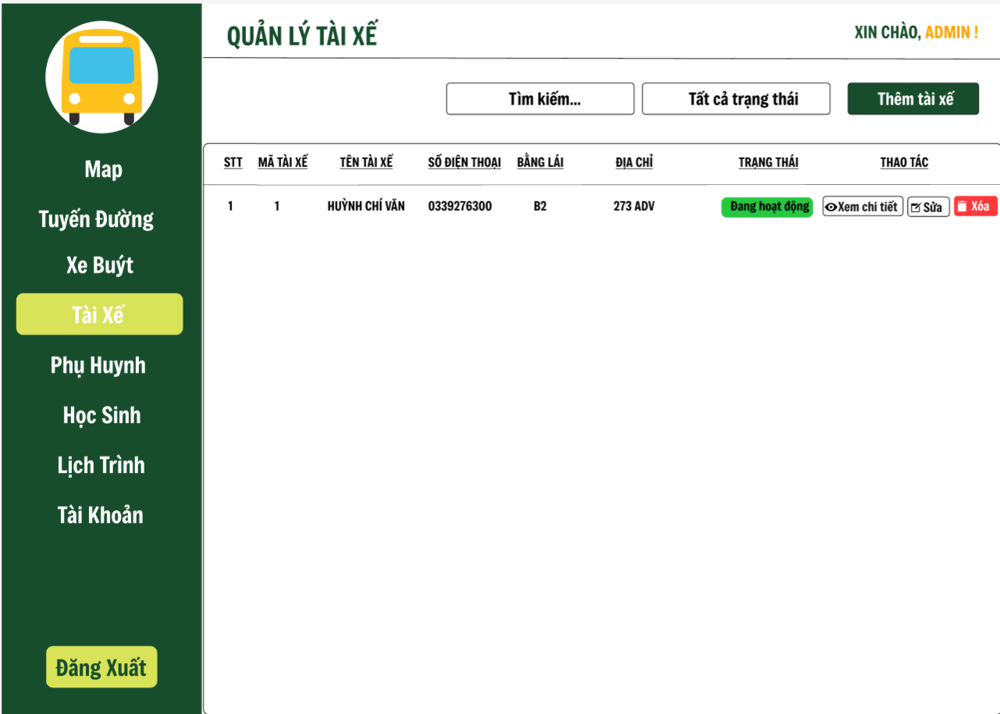 QUẢN LÝ TÀI XẾ
XIN CHÀO, ADMIN !
Tìm kiếm...
Tất cả trạng thái
Thêm tài xế
Map
Tuyến Đường
Xe Buýt
Tài Xế
Phụ Huynh
Học Sinh
Lịch Trình
Tài Khoản
Đăng Xuất
STT MÃ TÀI XẾ TÊN TÀI XẾ SỐ ĐIỆN THOẠI BẰNG LÁI ĐỊA CHỈ TRẠNG THÁI THAO TÁC
1 1 HUỲNH CHÍ VĂN 0339276300 B2 273 ADV Đang hoạt động Xem chi tiết Sửa Xóa